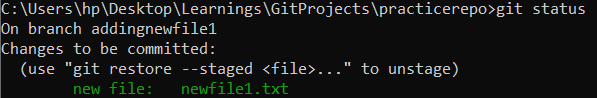 C:\Users\hp\Desktop\Learnings\GitProjects\practicerepo>git status
On branch addingnewfile1
Changes to be committed:
  (use "git restore --staged <file>..." to unstage)
        new file:   newfile1.txt